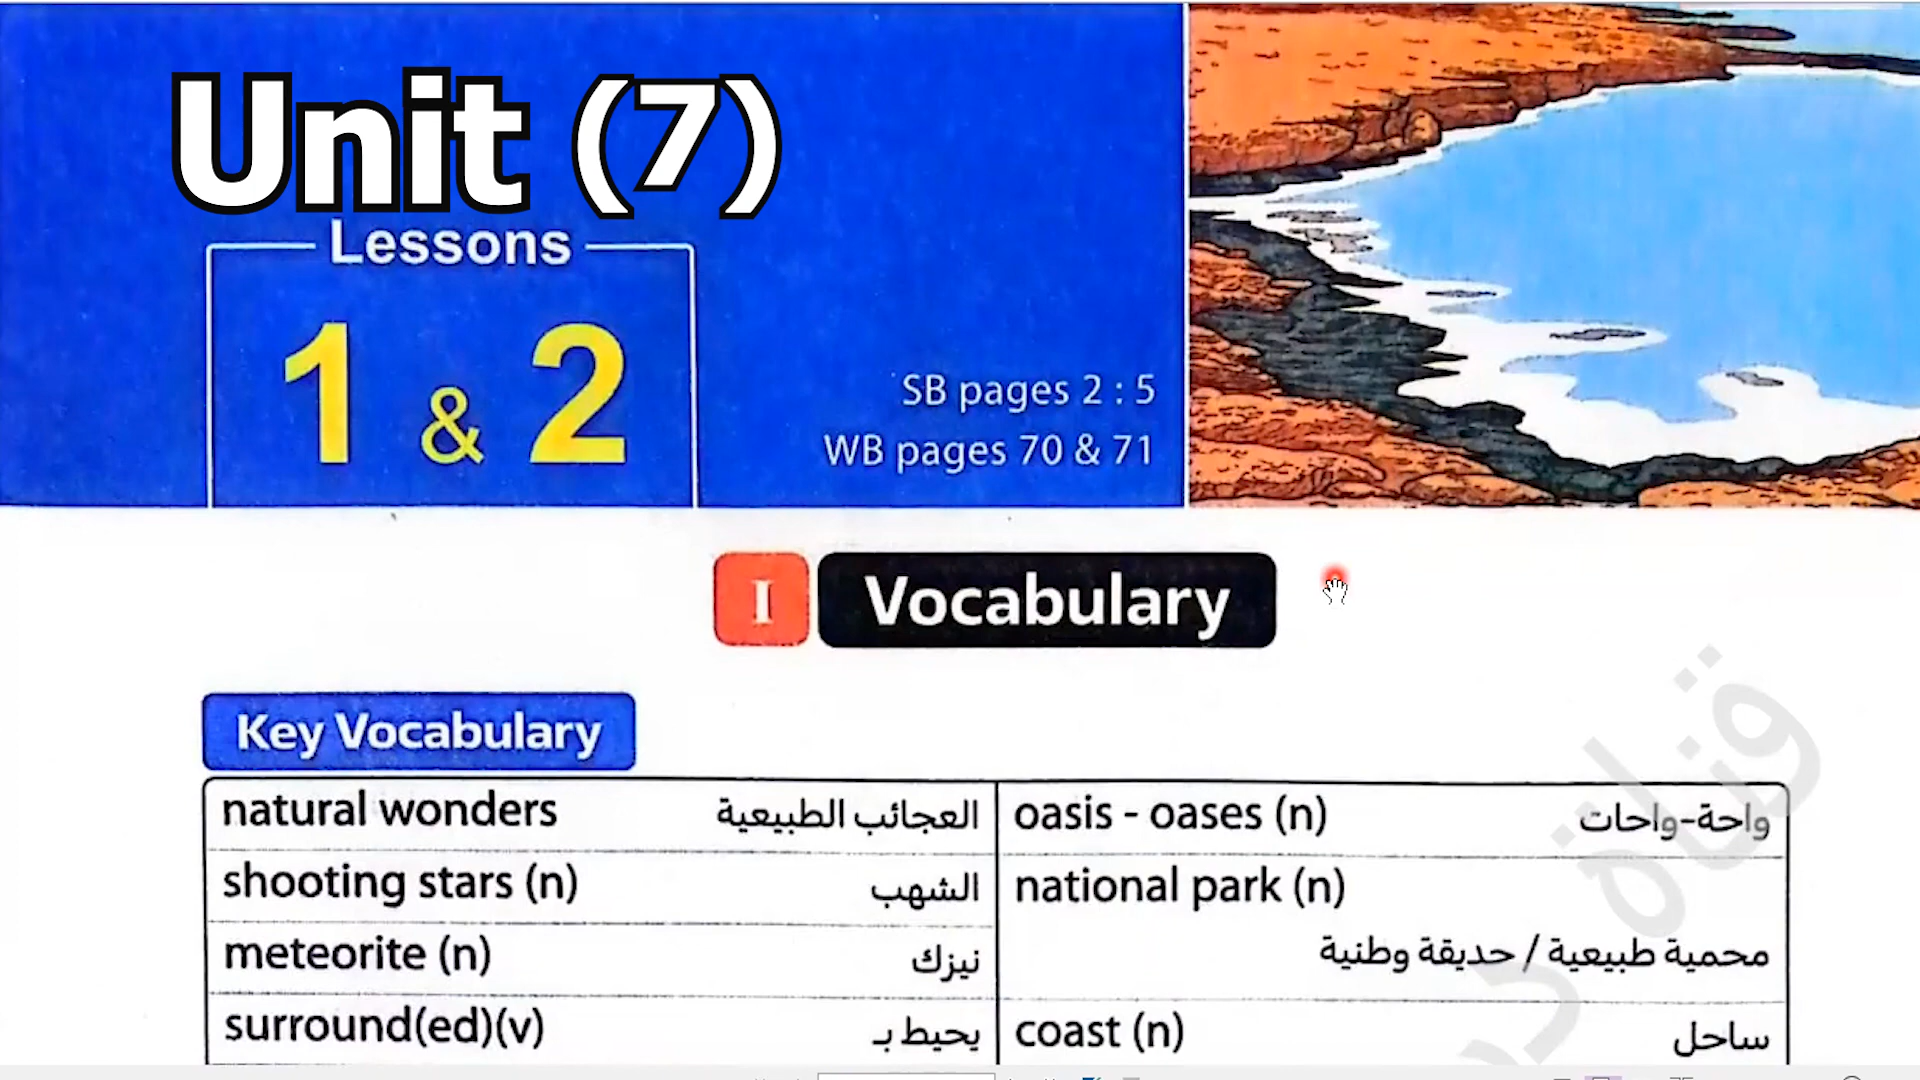 Unit (7)
Lessons
1 & 2
SB pages 2 : 5
WB pages 70 & 71
I Vocabulary
Key Vocabulary
natural wonders العجائب الطبيعية
oasis - oases (n) واحة-واحات
shooting stars (n) الشهب
national park (n)
محمية طبيعية / حديقة وطنية
meteorite (n) نيزك
surround(ed)(v) يحيط بـ
coast (n) ساحل
قناة